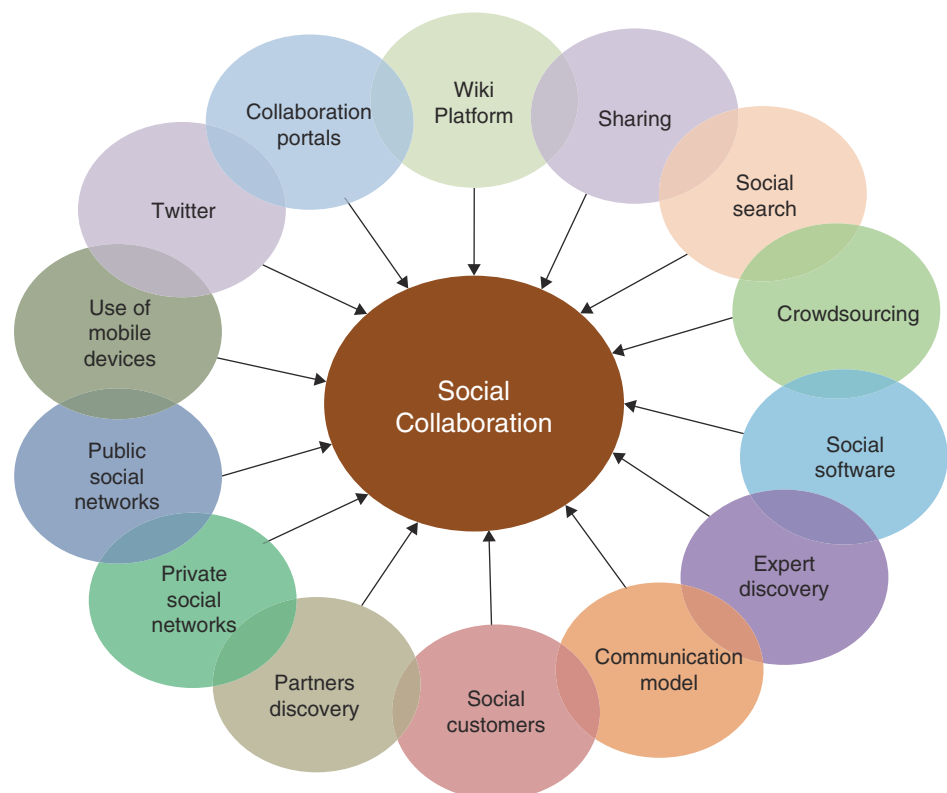 Wiki
Platform
Sharing
Social
search
Crowdsourcing
Social
software
Expert
discovery
Communication
model
Social
customers
Partners
discovery
Private
social
networks
Public
social
networks
Use of
mobile
devices
Twitter
Collaboration
portals
Social
Collaboration